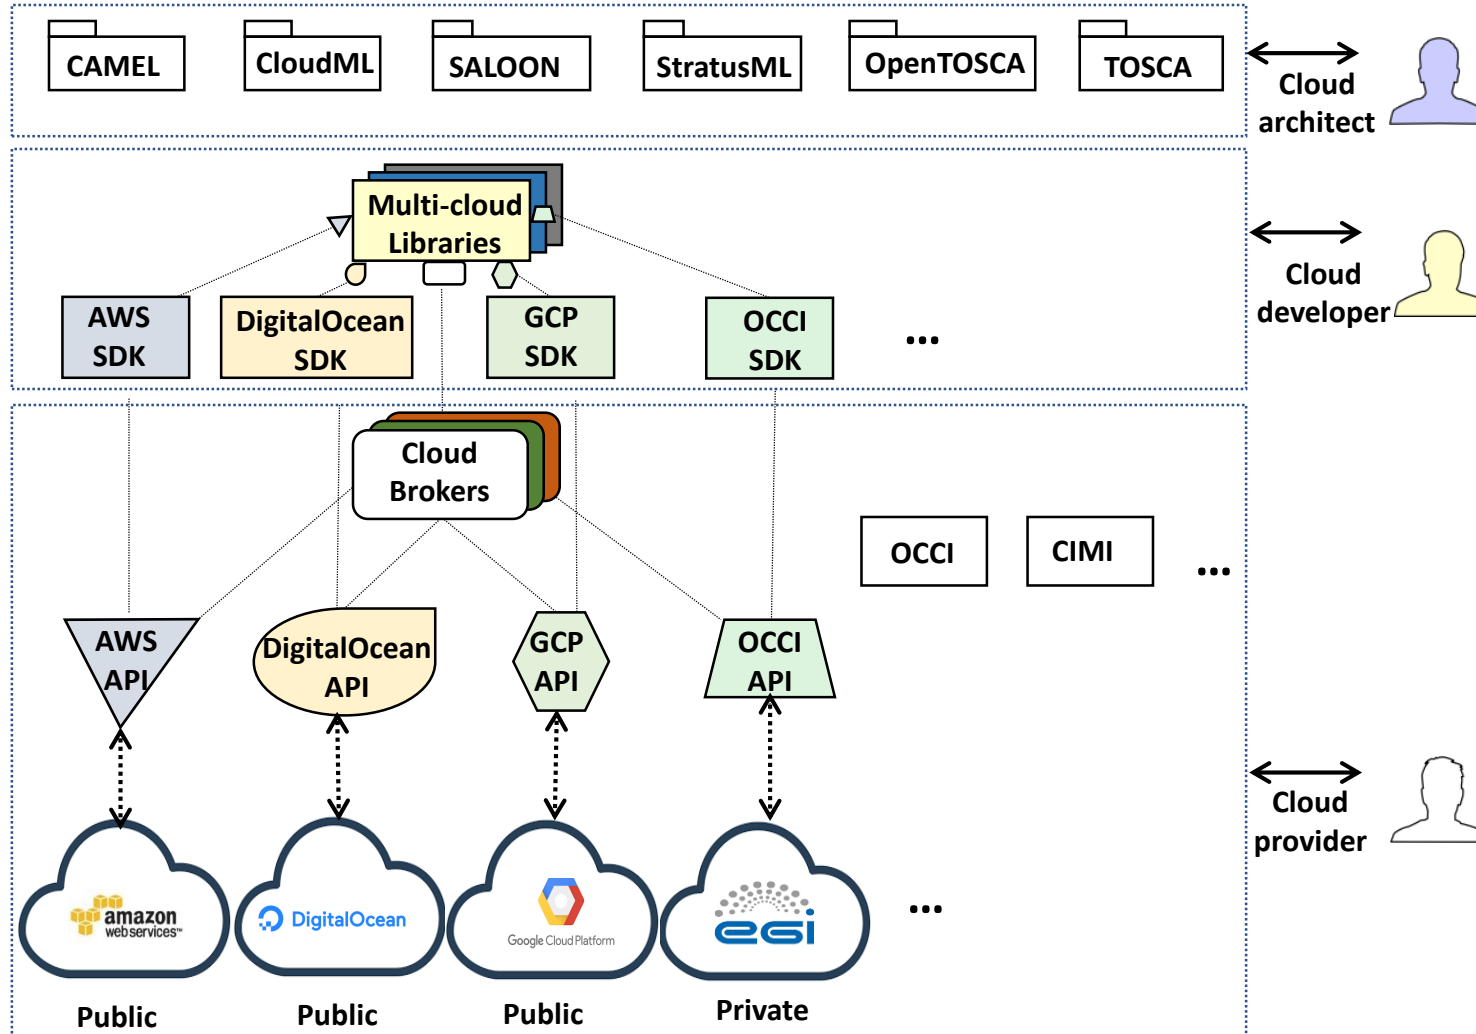 CAMEL
CloudML
SALOON
StratusML
OpenTOSCA
TOSCA
Cloud
architect
Multi-cloud
Libraries
Cloud
developer
AWS
SDK
DigitalOcean
SDK
GCP
SDK
OCCI
SDK
...
Cloud
Brokers
OCCI
CIMI
...
AWS
API
DigitalOcean
API
GCP
API
OCCI
API
Cloud
provider
amazon
webservices™
DigitalOcean
Google Cloud Platform
egi
...
Public
Public
Public
Private